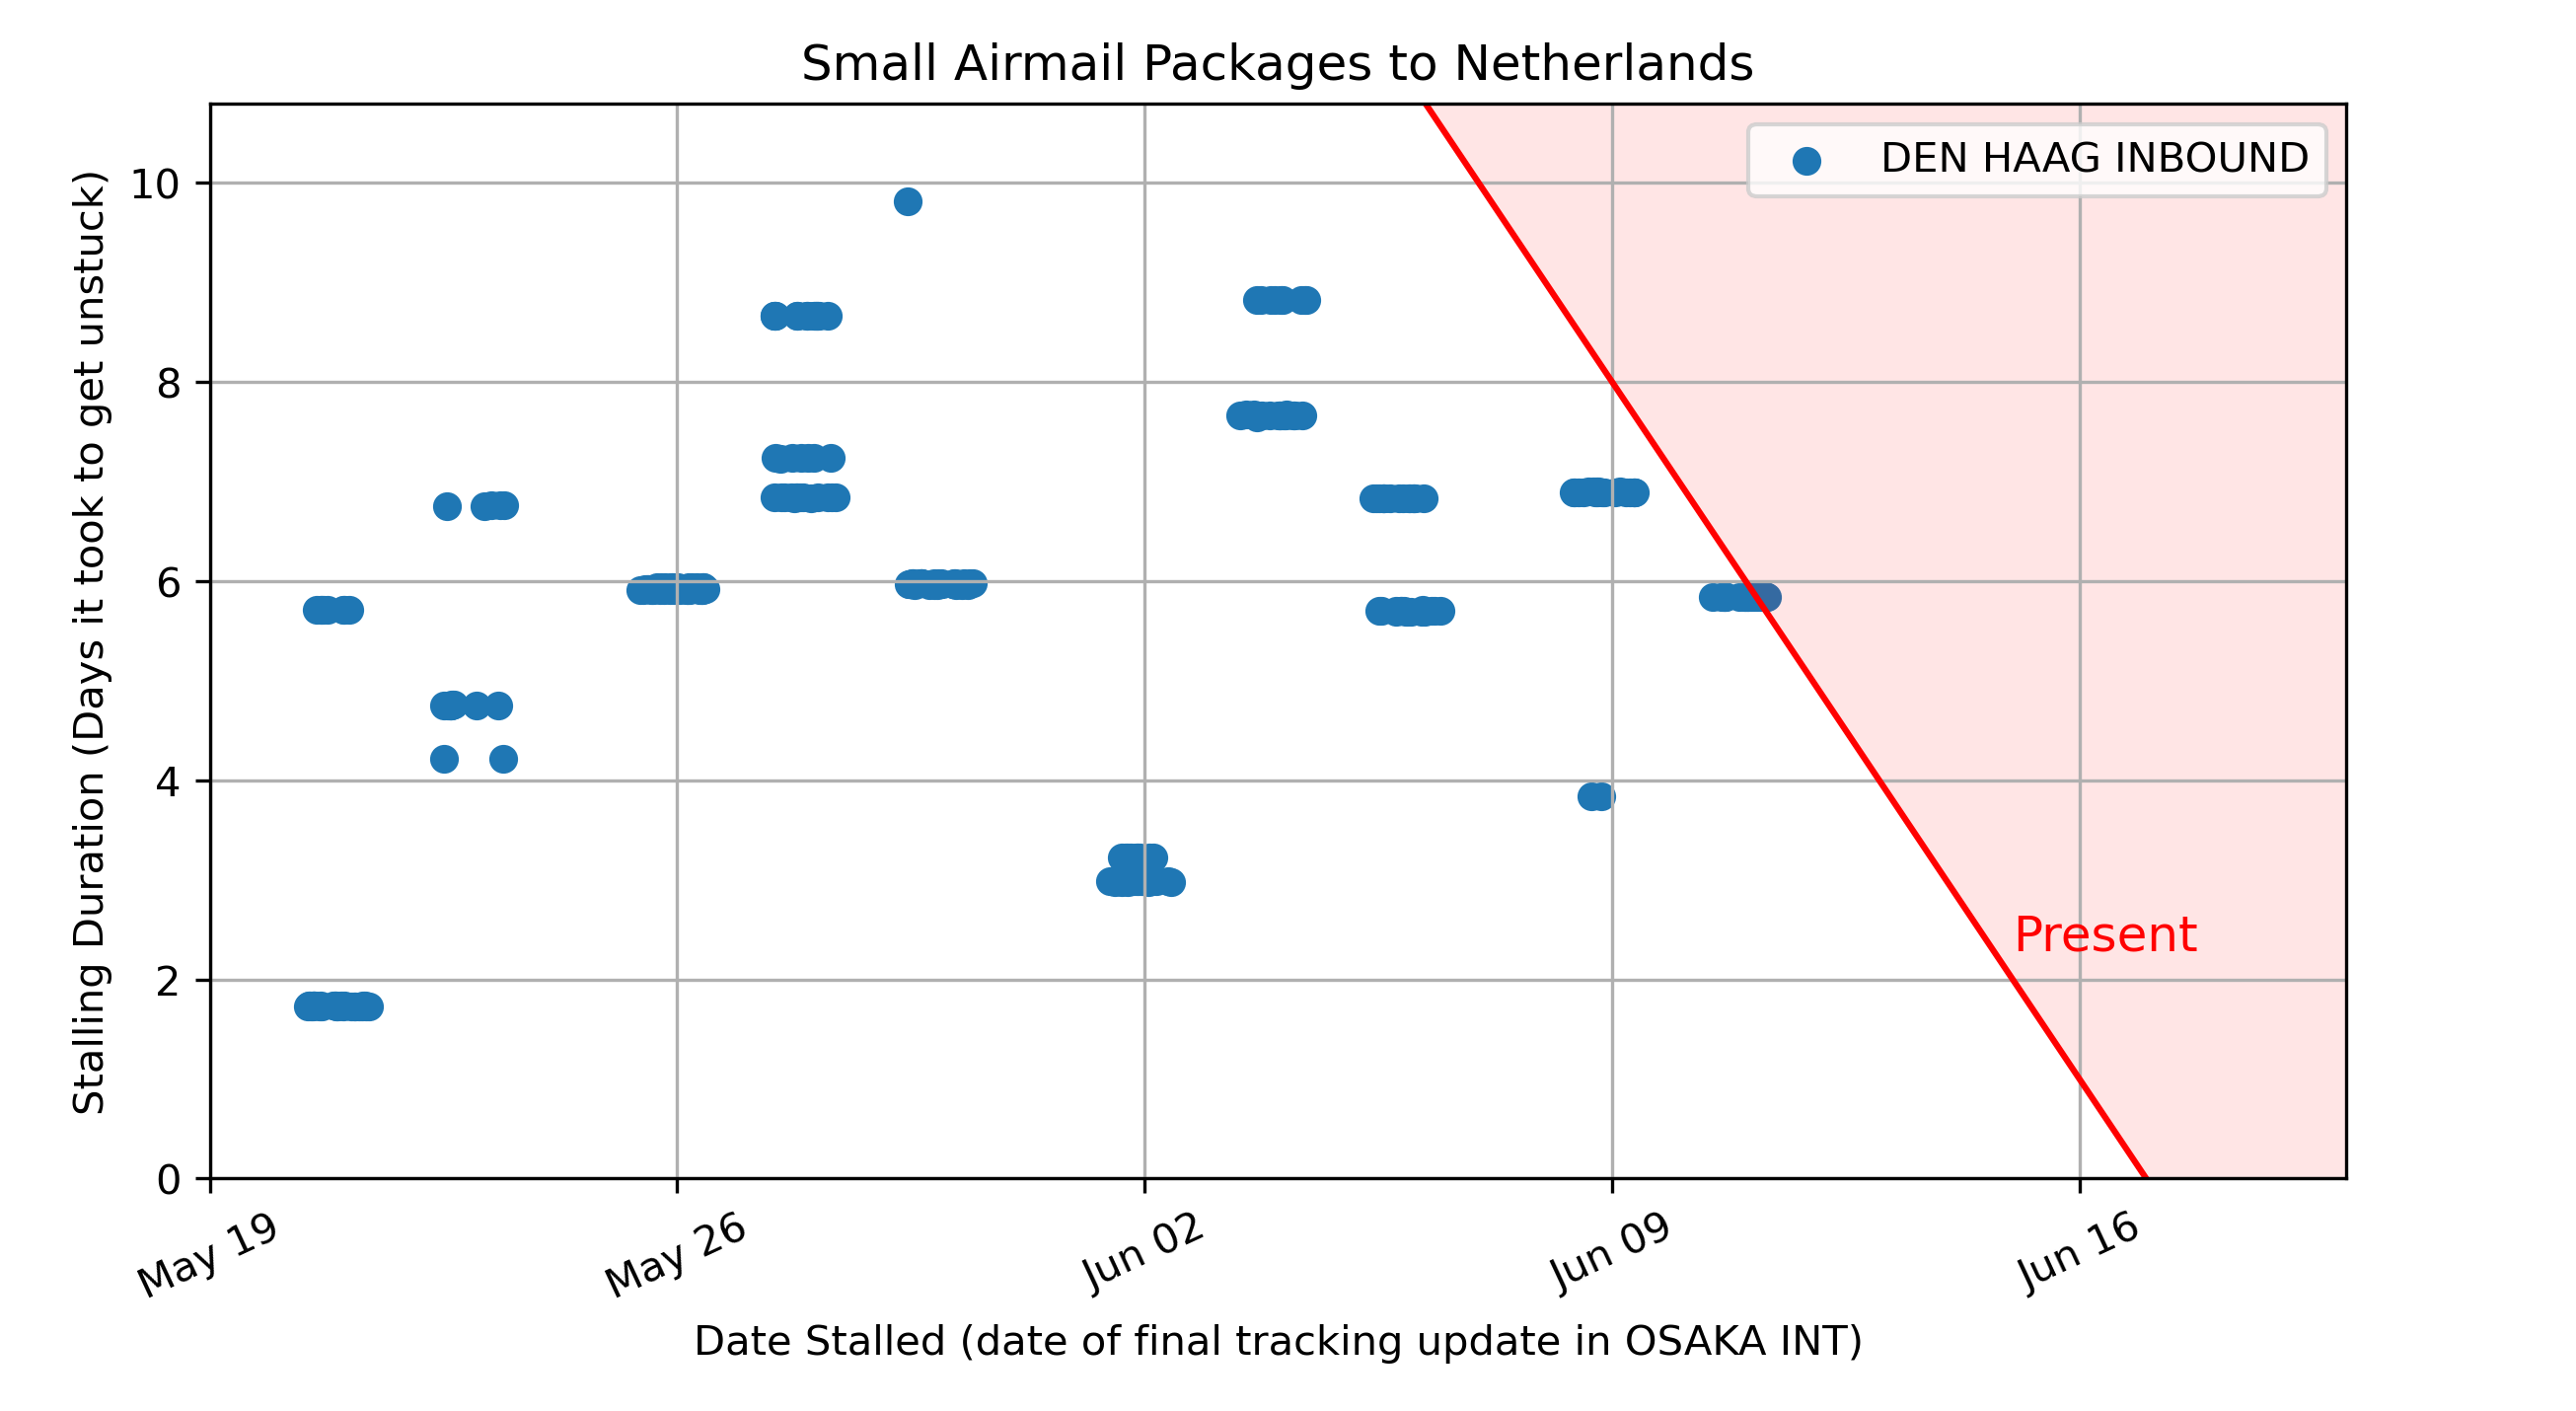 Small Airmail Packages to Netherlands
DEN HAAG INBOUND
Stalling Duration (Days it took to get unstuck)
10
8
6
4
2
0
Present
May 19
May 26
Jun 02
Jun 09
Jun 16
Date Stalled (date of final tracking update in OSAKA INT)